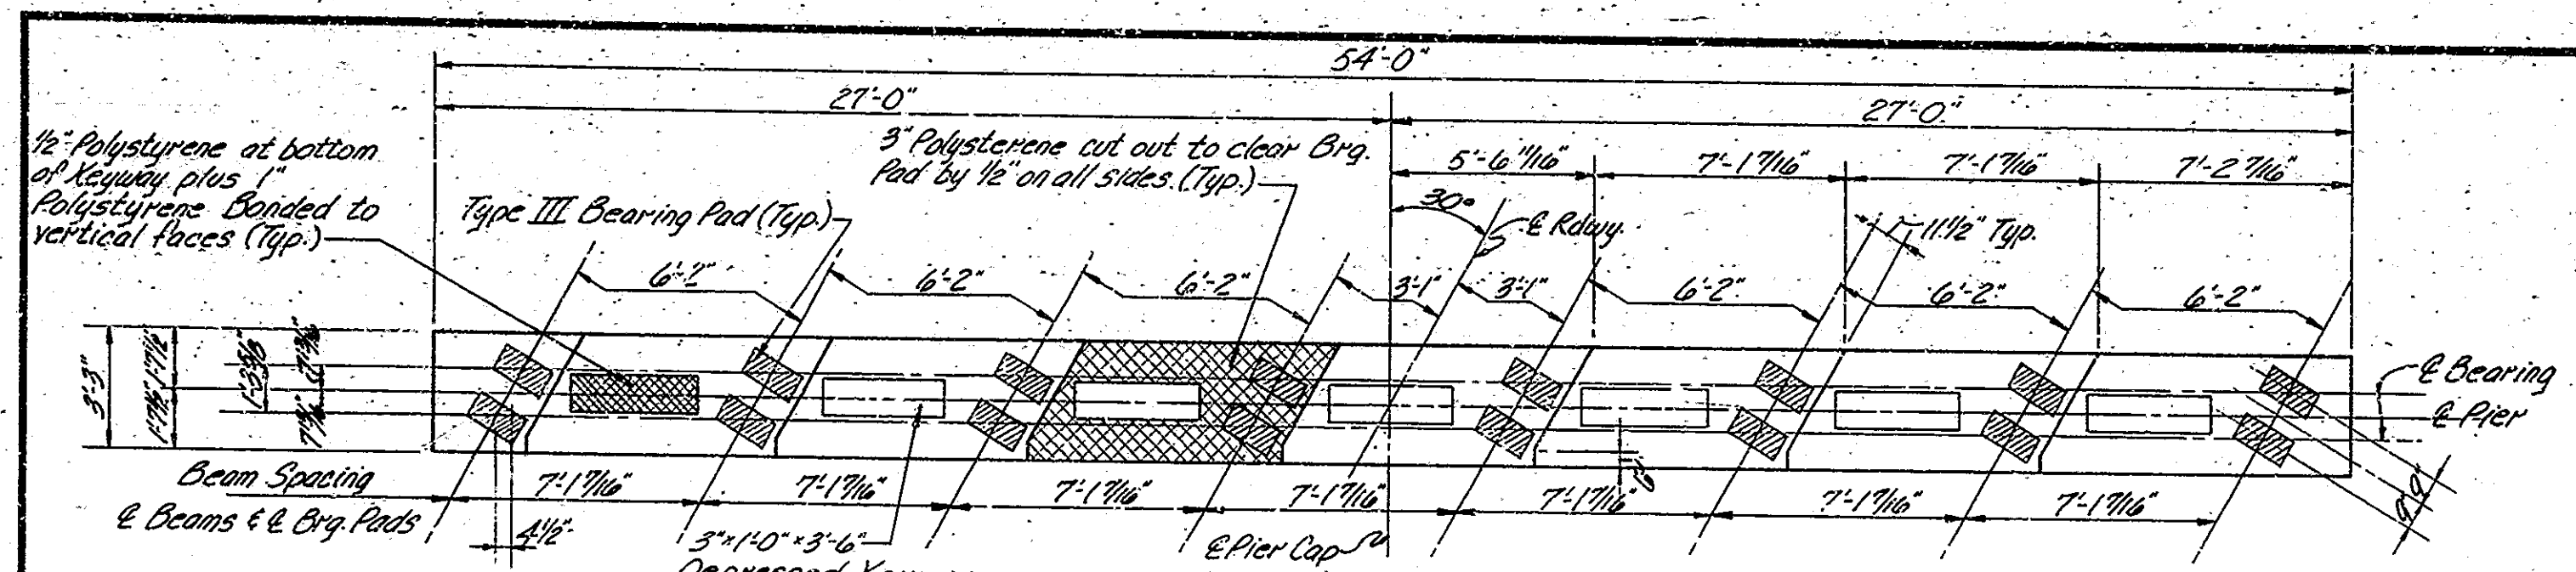 54'-0"
27'-0"
27'-0"
1/2" Polystyrene at bottom
of Keyway plus 1"
Polystyrene Bonded to
vertical faces (Typ.)
3" Polysterene cut out to clear Brg.
Pad by 1/2" on all sides. (Typ.)
5'-6 11/16"
7'-1 7/16"
7'-1 7/16"
7'-2 7/16"
Type III Bearing Pad (Typ.)
30°
℄ Rdwy.
11 1/2" Typ.
6'-2"
6'-2"
6'-2"
3'-1"
3'-1"
6'-2"
6'-2"
6'-2"
3'-3"
1'-7 1/2"
1'-7 1/2"
1'-3 5/8"
℄ Bearing
℄ Pier
Beam Spacing
℄ Beams & ℄ Brg. Pads
7'-1 7/16"
7'-1 7/16"
7'-1 7/16"
7'-1 7/16"
7'-1 7/16"
7'-1 7/16"
7'-1 7/16"
6"
9"
9"
4 1/2"
3"x1'-0"x3'-6"
℄ Pier Cap